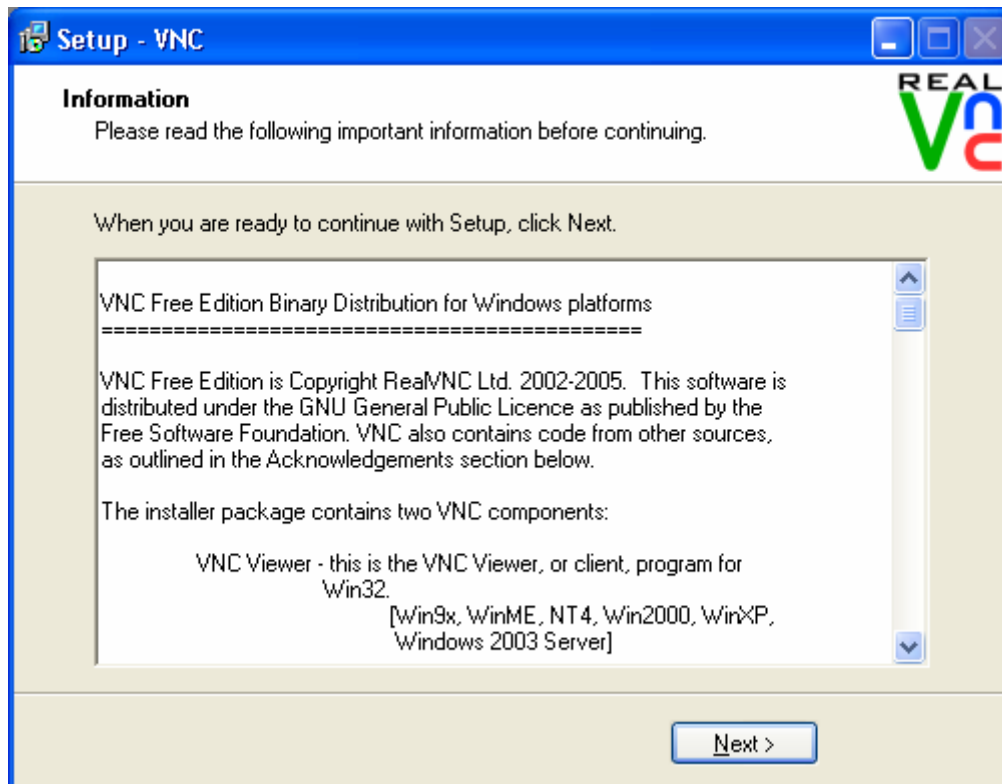 Setup - VNC
REAL
VNC
Information
Please read the following important information before continuing.
When you are ready to continue with Setup, click Next.
VNC Free Edition Binary Distribution for Windows platforms
=============================================
VNC Free Edition is Copyright RealVNC Ltd. 2002-2005.  This software is
distributed under the GNU General Public Licence as published by the
Free Software Foundation. VNC also contains code from other sources,
as outlined in the Acknowledgements section below.
The installer package contains two VNC components:
VNC Viewer - this is the VNC Viewer, or client, program for
Win32.
[Win9x, WinME, NT4, Win2000, WinXP,
Windows 2003 Server]
Next >